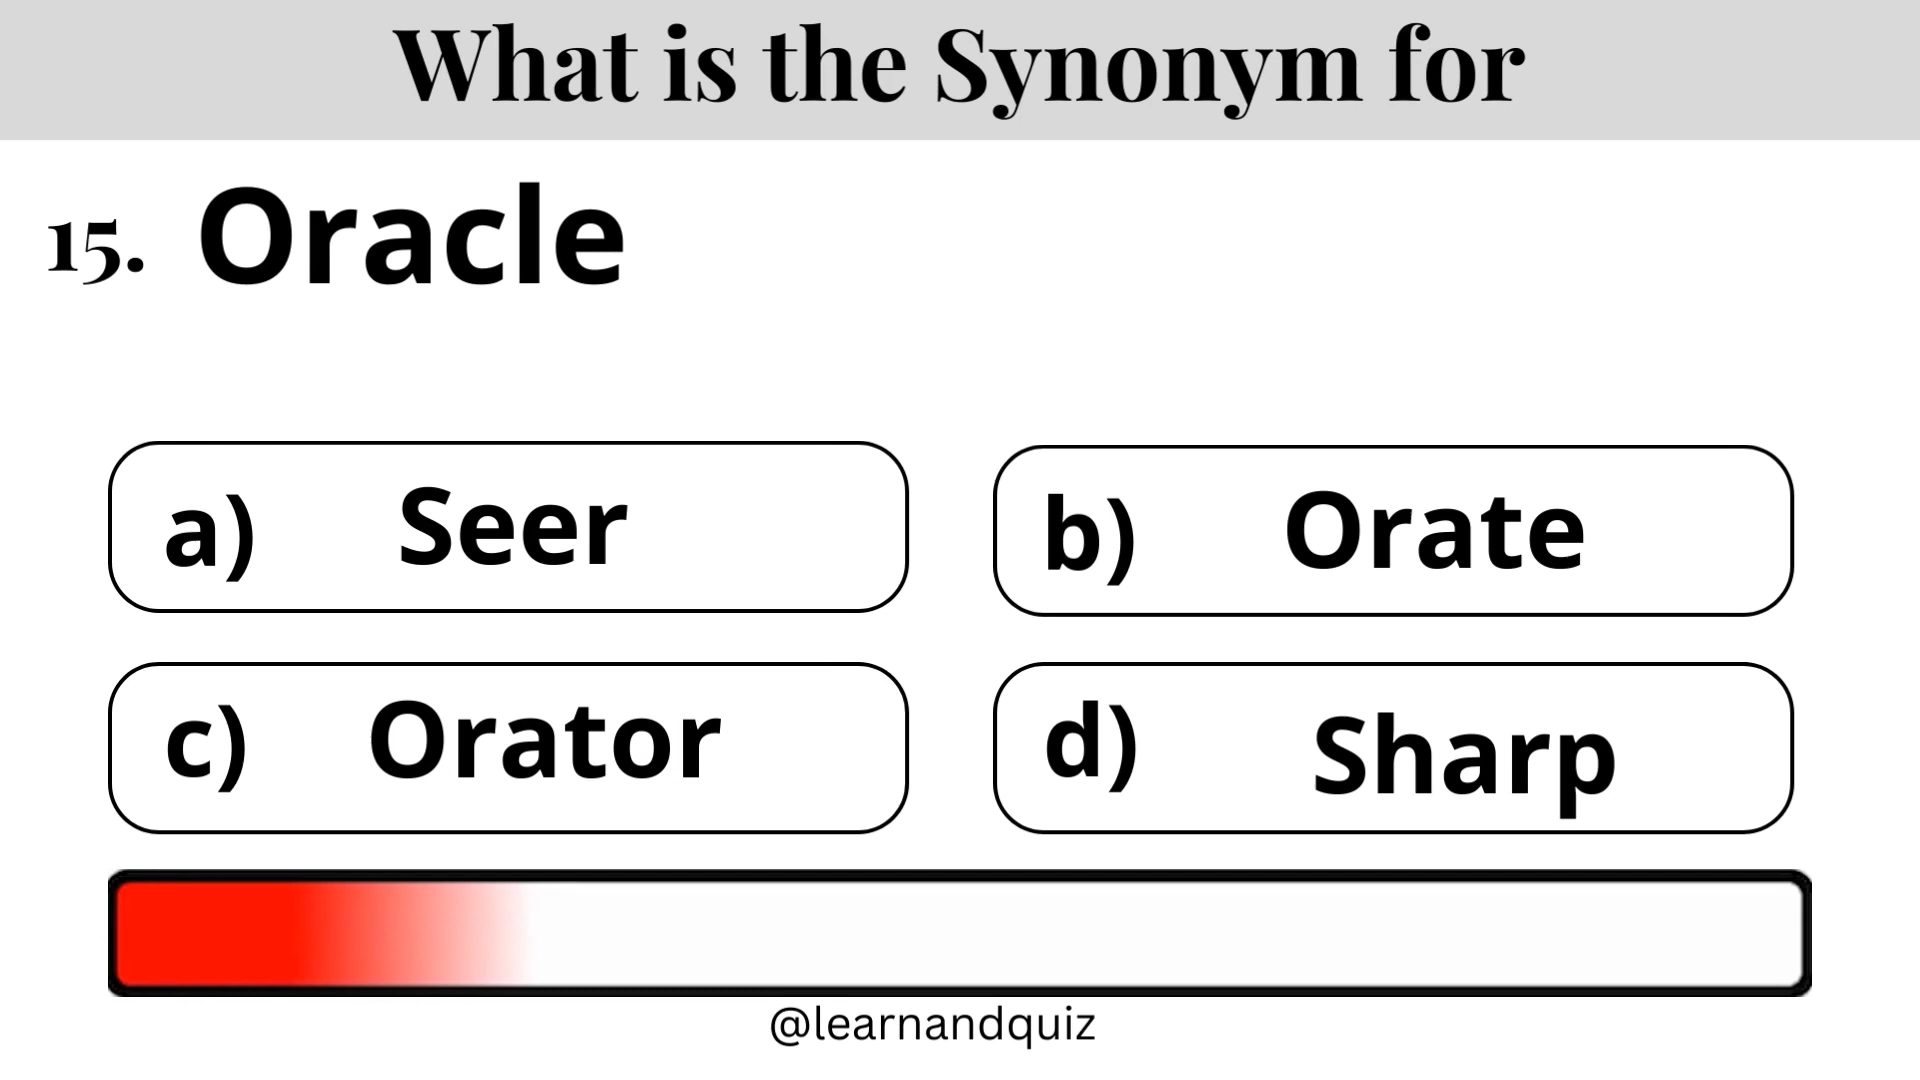 What is the Synonym for
15. Oracle
a) Seer
b) Orate
c) Orator
d) Sharp
@learnandquiz